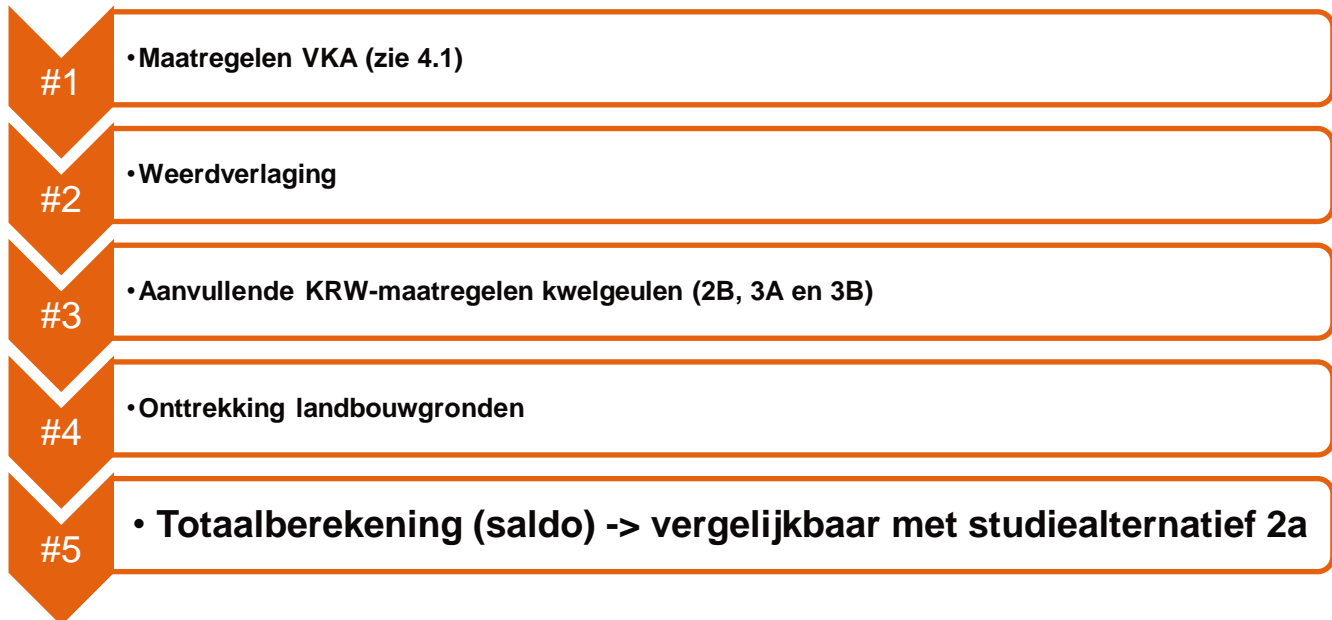 #1
•Maatregelen VKA (zie 4.1)
#2
•Weerdverlaging
#3
•Aanvullende KRW-maatregelen kwelgeulen (2B, 3A en 3B)
#4
•Onttrekking landbouwgronden
#5
• Totaalberekening (saldo) -> vergelijkbaar met studiealternatief 2a